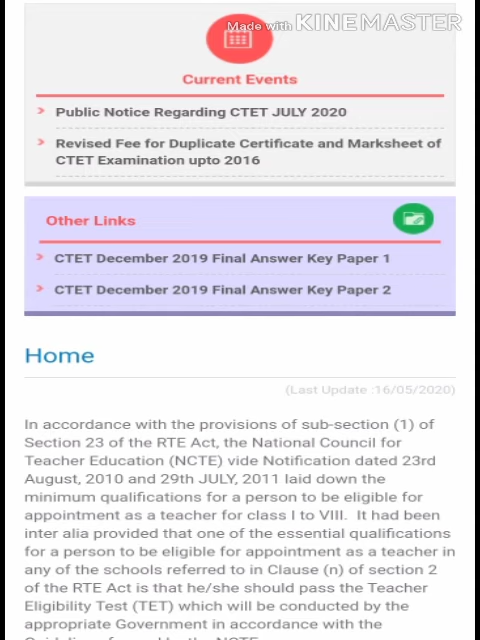 Made with KINEMASTER
Current Events
Public Notice Regarding CTET JULY 2020
Revised Fee for Duplicate Certificate and Marksheet of
CTET Examination upto 2016
Other Links
CTET December 2019 Final Answer Key Paper 1
CTET December 2019 Final Answer Key Paper 2
Home
(Last Update :16/05/2020)
In accordance with the provisions of sub-section (1) of
Section 23 of the RTE Act, the National Council for
Teacher Education (NCTE) vide Notification dated 23rd
August, 2010 and 29th JULY, 2011 laid down the
minimum qualifications for a person to be eligible for
appointment as a teacher for class I to VIII. It had been
inter alia provided that one of the essential qualifications
for a person to be eligible for appointment as a teacher in
any of the schools referred to in Clause (n) of section 2
of the RTE Act is that he/she should pass the Teacher
Eligibility Test (TET) which will be conducted by the
appropriate Government in accordance with the